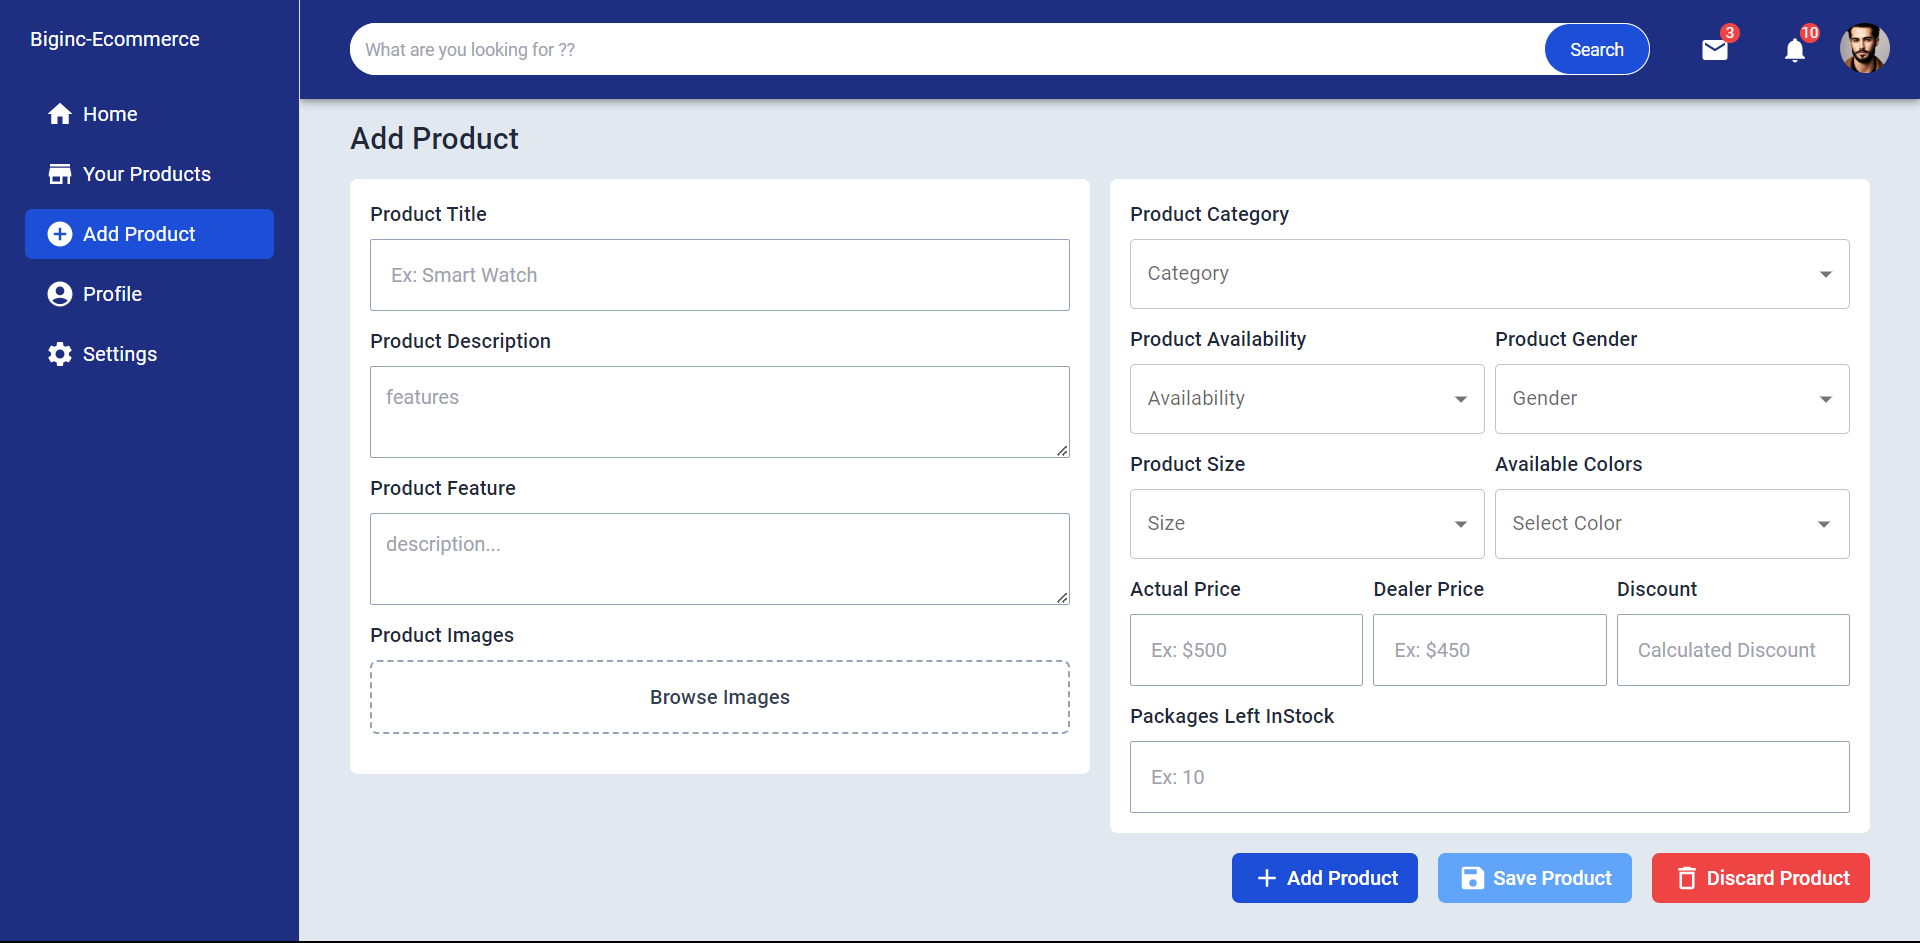 Biginc-Ecommerce
Home
Your Products
Add Product
Profile
Settings
What are you looking for ??
Search
3
10
Add Product
Product Title
Ex: Smart Watch
Product Description
features
Product Feature
description...
Product Images
Browse Images
Product Category
Category
Product Availability Product Gender
Availability Gender
Product Size Available Colors
Size Select Color
Actual Price Dealer Price Discount
Ex: $500 Ex: $450 Calculated Discount
Packages Left InStock
Ex: 10
Add Product Save Product Discard Product